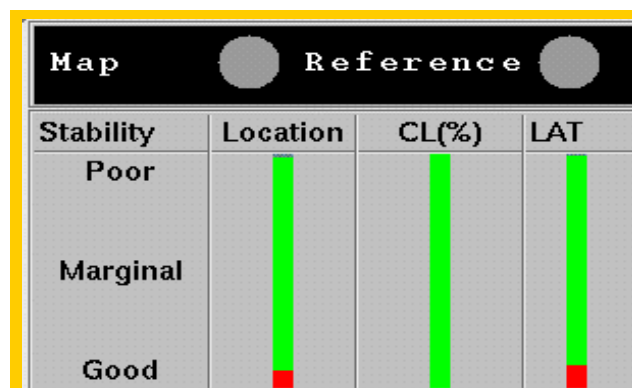 Map Reference
Stability Location CL(%) LAT
Poor
Marginal
Good